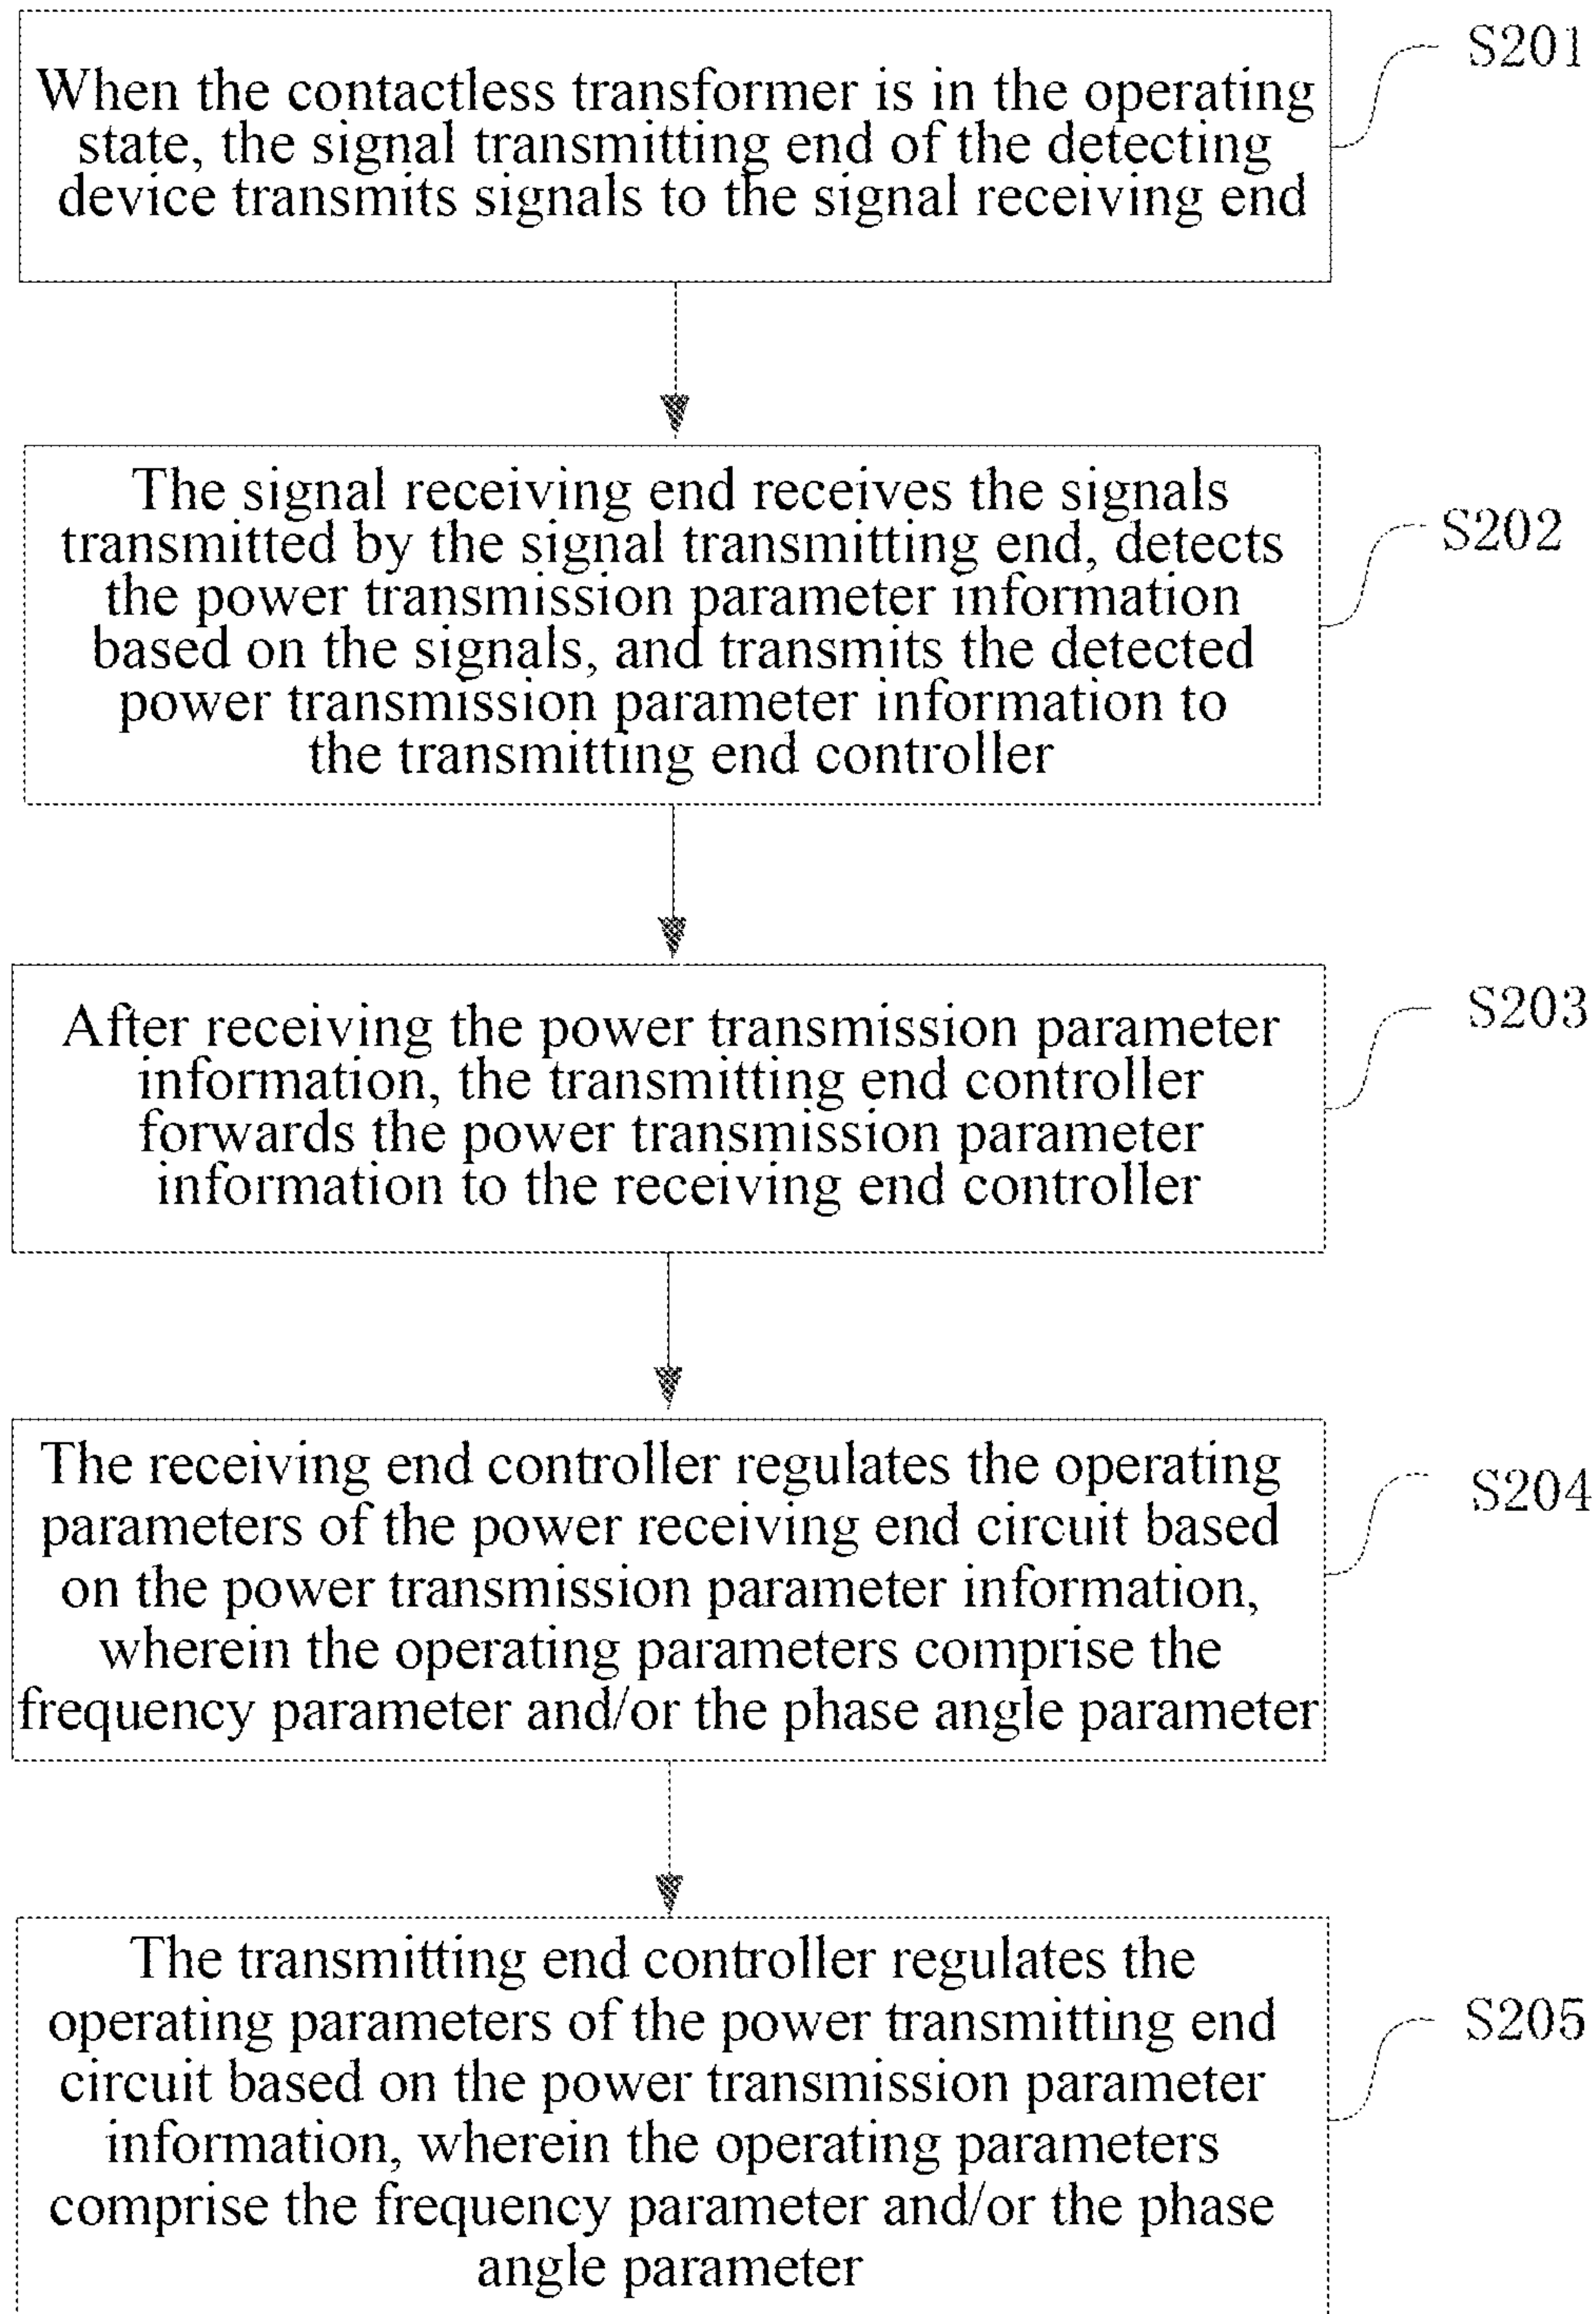 When the contactless transformer is in the operating
state, the signal transmitting end of the detecting
device transmits signals to the signal receiving end
S201
The signal receiving end receives the signals
transmitted by the signal transmitting end, detects
the power transmission parameter information
based on the signals, and transmits the detected
power transmission parameter information to
the transmitting end controller
S202
After receiving the power transmission parameter
information, the transmitting end controller
forwards the power transmission parameter
information to the receiving end controller
S203
The receiving end controller regulates the operating
parameters of the power receiving end circuit based
on the power transmission parameter information,
wherein the operating parameters comprise the
frequency parameter and/or the phase angle parameter
S204
The transmitting end controller regulates the
operating parameters of the power transmitting end
circuit based on the power transmission parameter
information, wherein the operating parameters
comprise the frequency parameter and/or the phase
angle parameter
S205